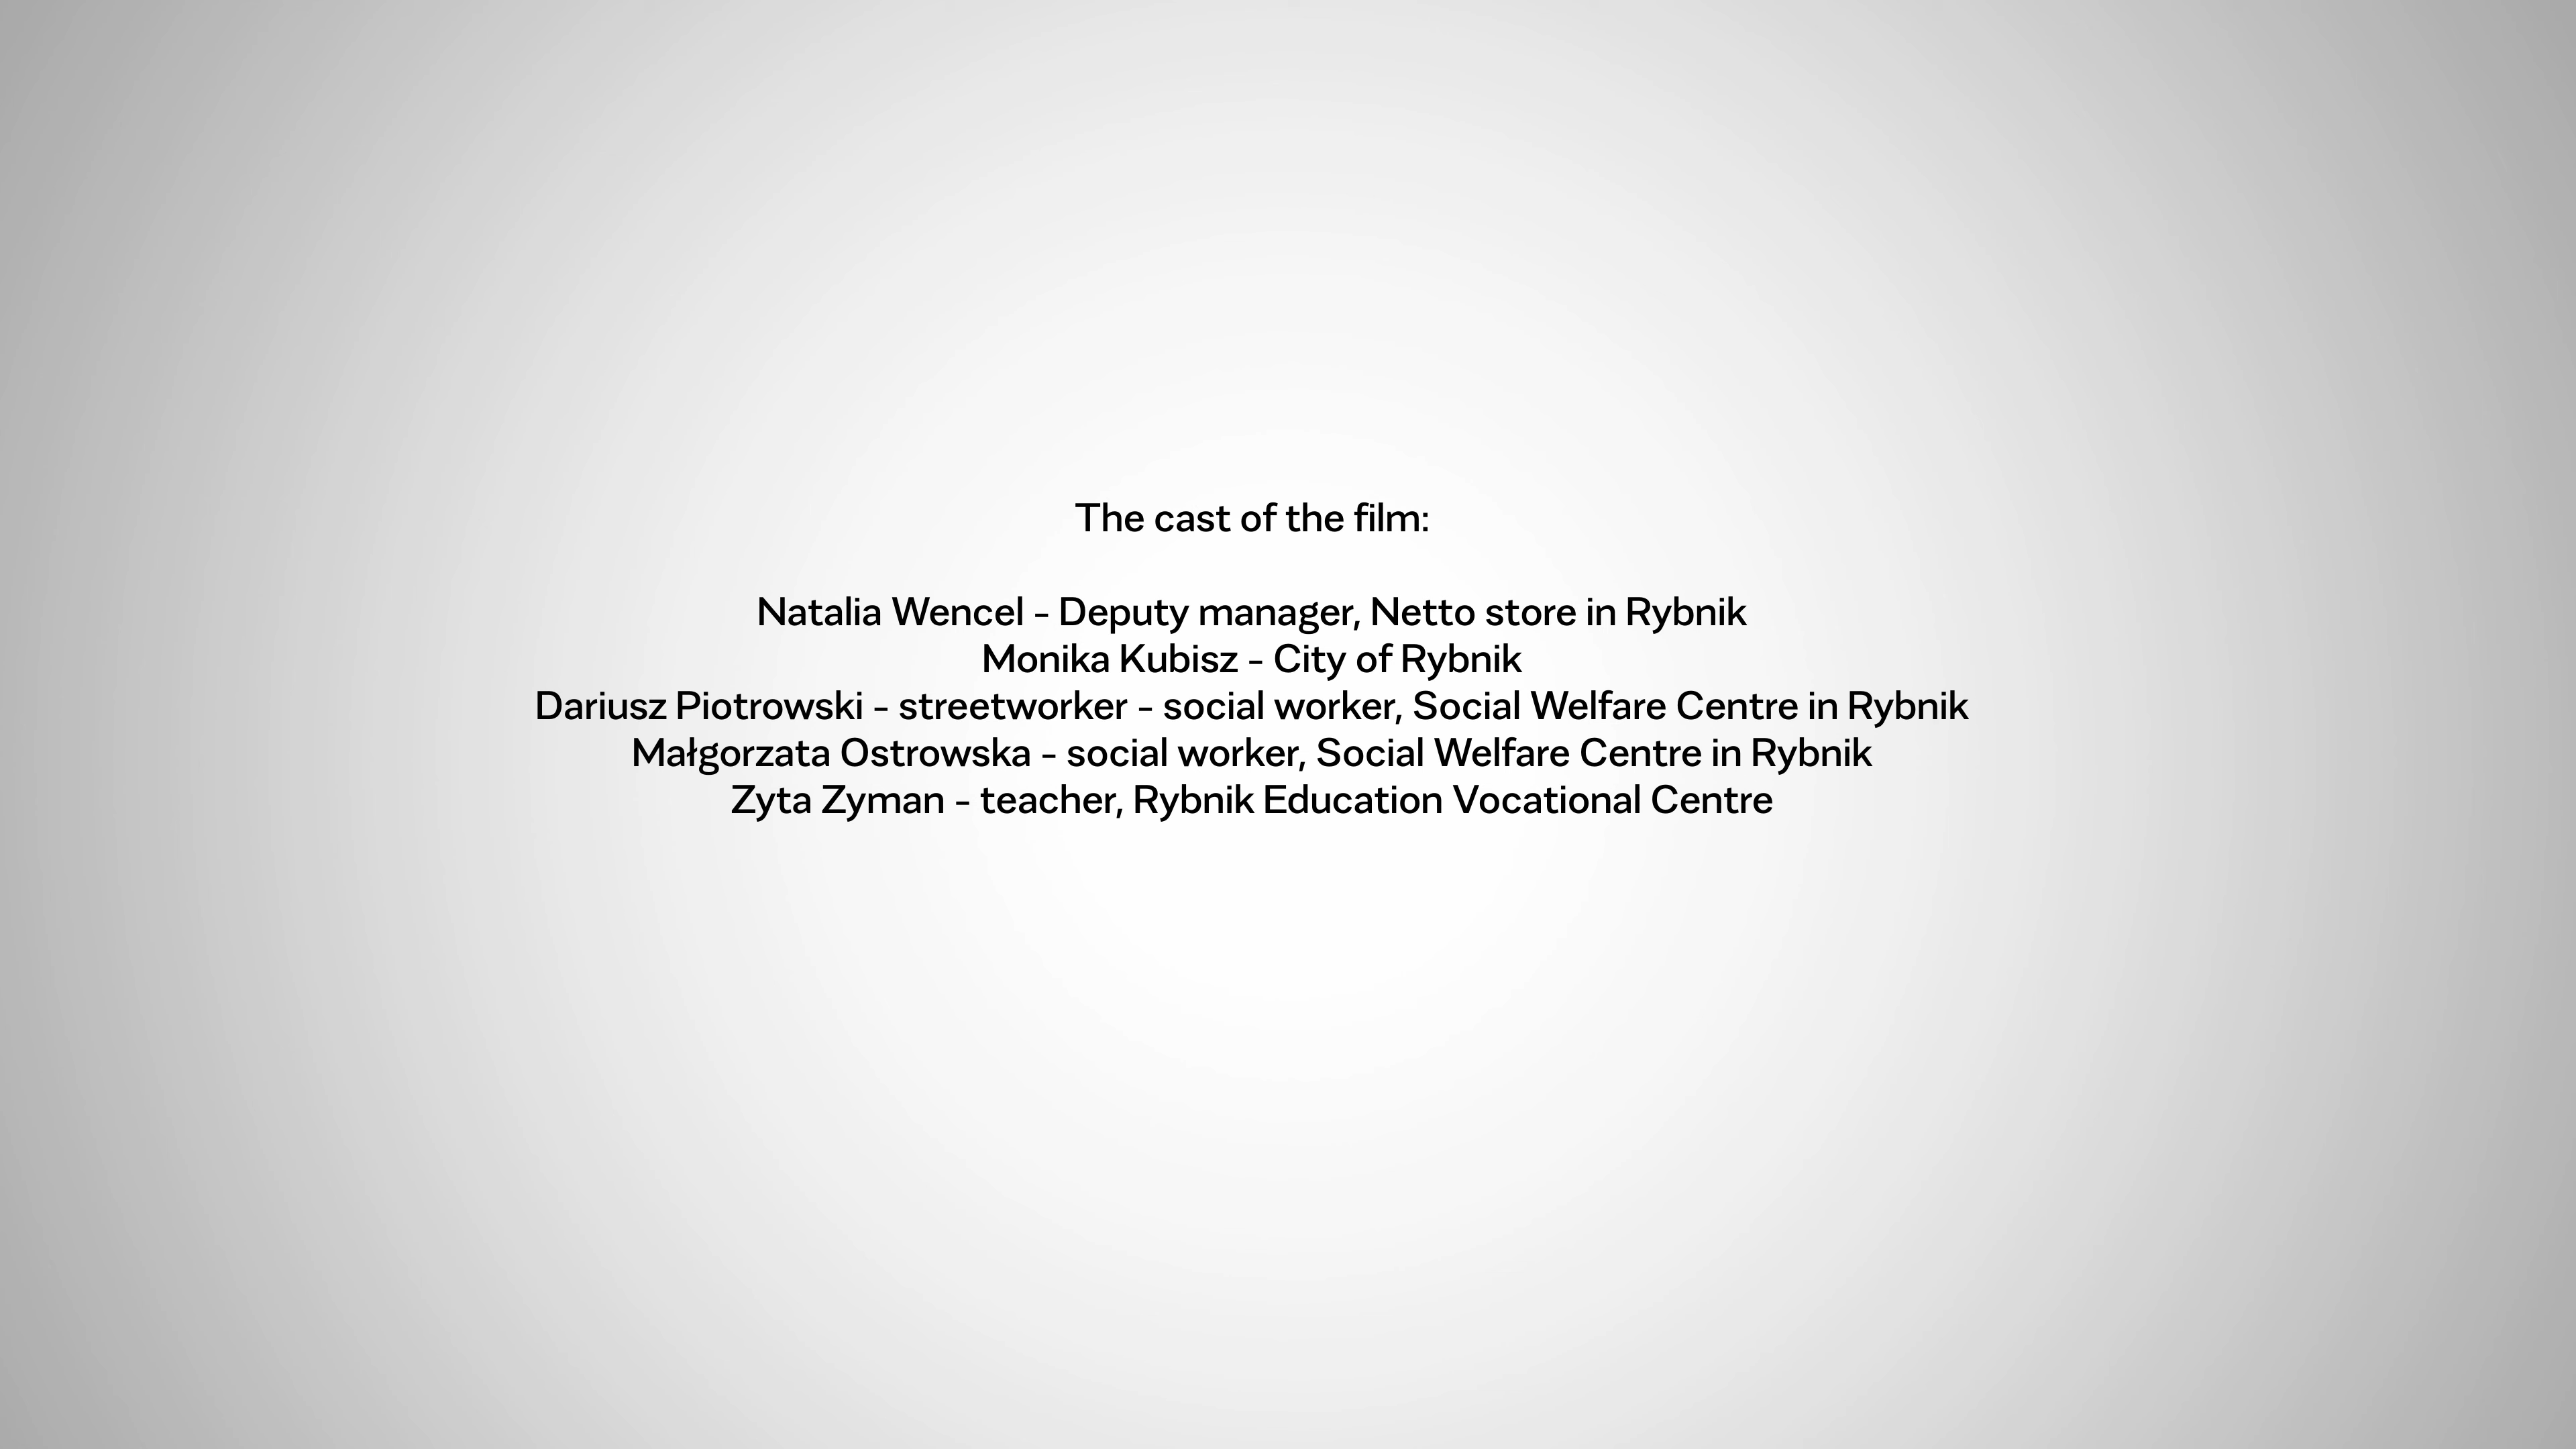 The cast of the film:
Natalia Wencel - Deputy manager, Netto store in Rybnik
Monika Kubisz - City of Rybnik
Dariusz Piotrowski - streetworker - social worker, Social Welfare Centre in Rybnik
Małgorzata Ostrowska - social worker, Social Welfare Centre in Rybnik
Zyta Zyman - teacher, Rybnik Education Vocational Centre